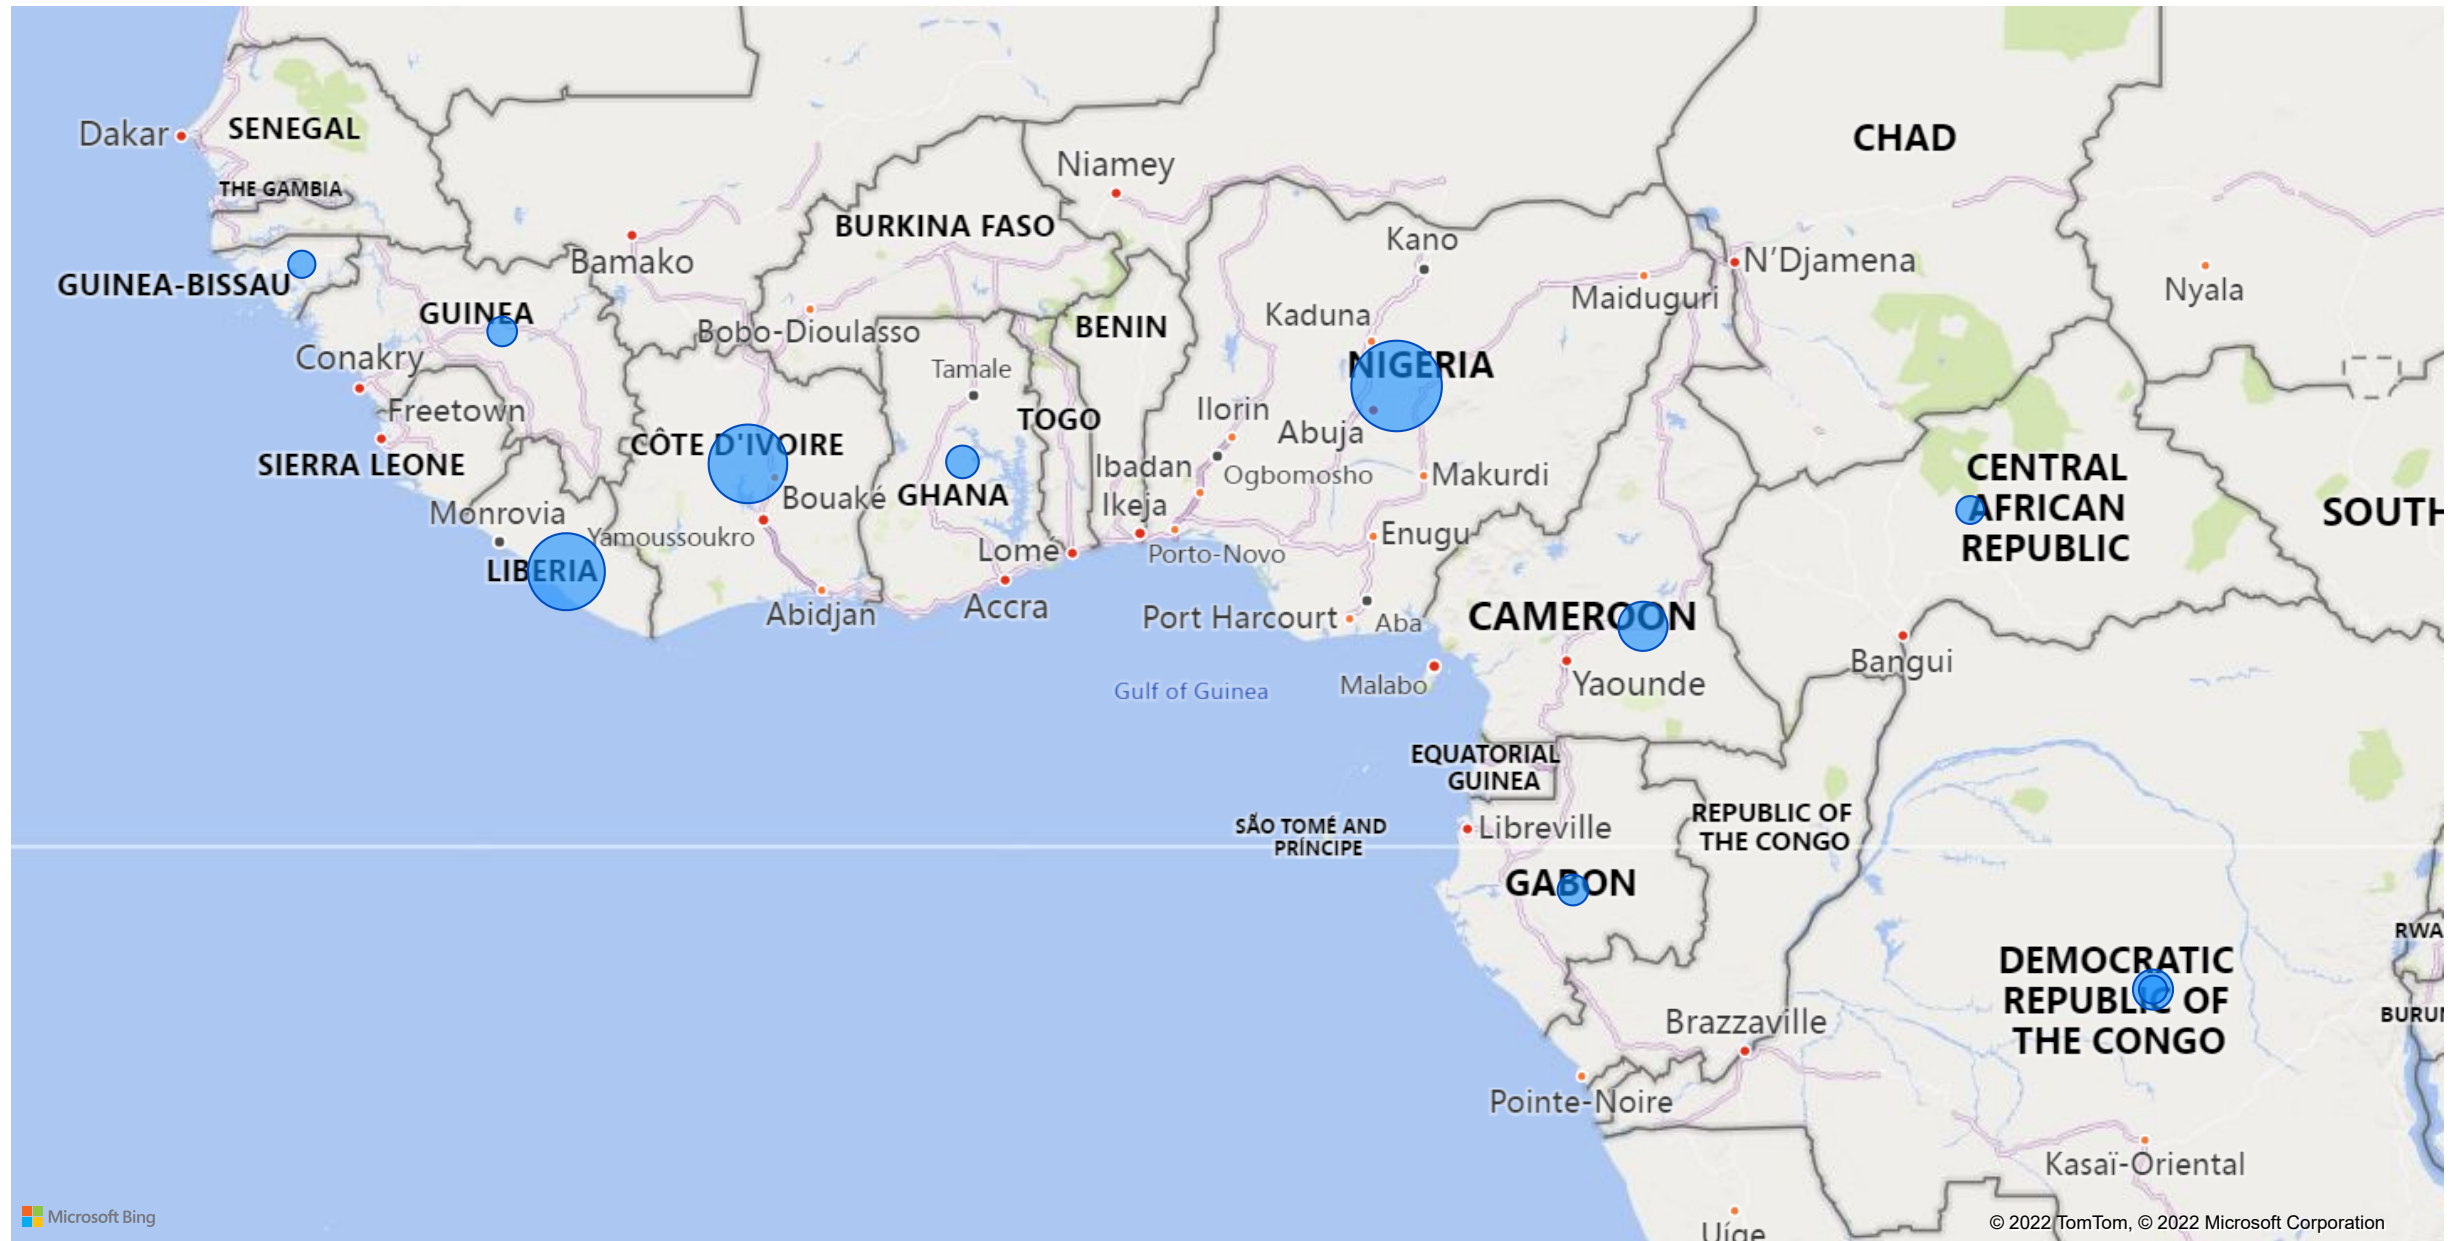 Dakar
SENEGAL
THE GAMBIA
GUINEA-BISSAU
GUINEA
Conakry
Freetown
SIERRA LEONE
Monrovia
LIBERIA
Bamako
BURKINA FASO
Bobo-Dioulasso
CÔTE D'IVOIRE
Bouaké
Yamoussoukro
Abidjan
Niamey
BENIN
Tamale
TOGO
GHANA
Lomé
Accra
Kano
Kaduna
NIGERIA
Maiduguri
Ilorin
Abuja
Ibadan
Ogbomosho
Makurdi
Ikeja
Porto-Novo
Enugu
Port Harcourt
Aba
Malabo
Gulf of Guinea
CHAD
N'Djamena
Nyala
CENTRAL
AFRICAN
REPUBLIC
SOUTH
CAMEROON
Yaounde
Bangui
EQUATORIAL
GUINEA
SÃO TOMÉ AND
PRÍNCIPE
Libreville
GABON
REPUBLIC OF
THE CONGO
DEMOCRATIC
REPUBLIC OF
THE CONGO
RWA
BURU
Brazzaville
Pointe-Noire
Kasaï-Oriental
Uíge
Microsoft Bing
© 2022 TomTom, © 2022 Microsoft Corporation